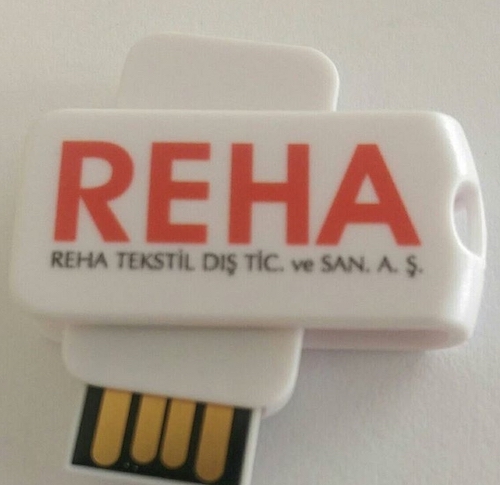 REHA
REHA TEKSTİL DIŞ TİC. ve SAN. A. Ş.